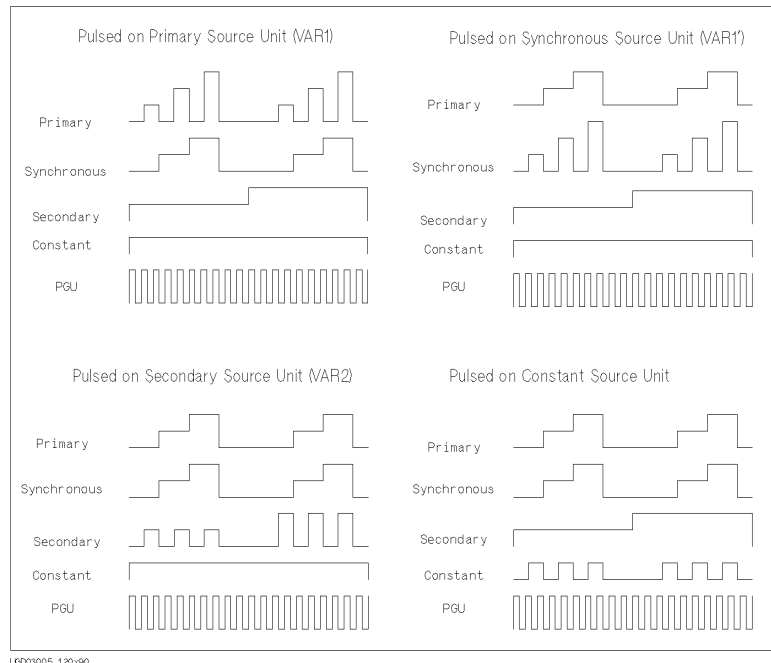 Pulsed on Primary Source Unit (VAR1)
Primary
Synchronous
Secondary
Constant
PGU
Pulsed on Synchronous Source Unit (VAR1')
Primary
Synchronous
Secondary
Constant
PGU
Pulsed on Secondary Source Unit (VAR2)
Primary
Synchronous
Secondary
Constant
PGU
Pulsed on Constant Source Unit
Primary
Synchronous
Secondary
Constant
PGU